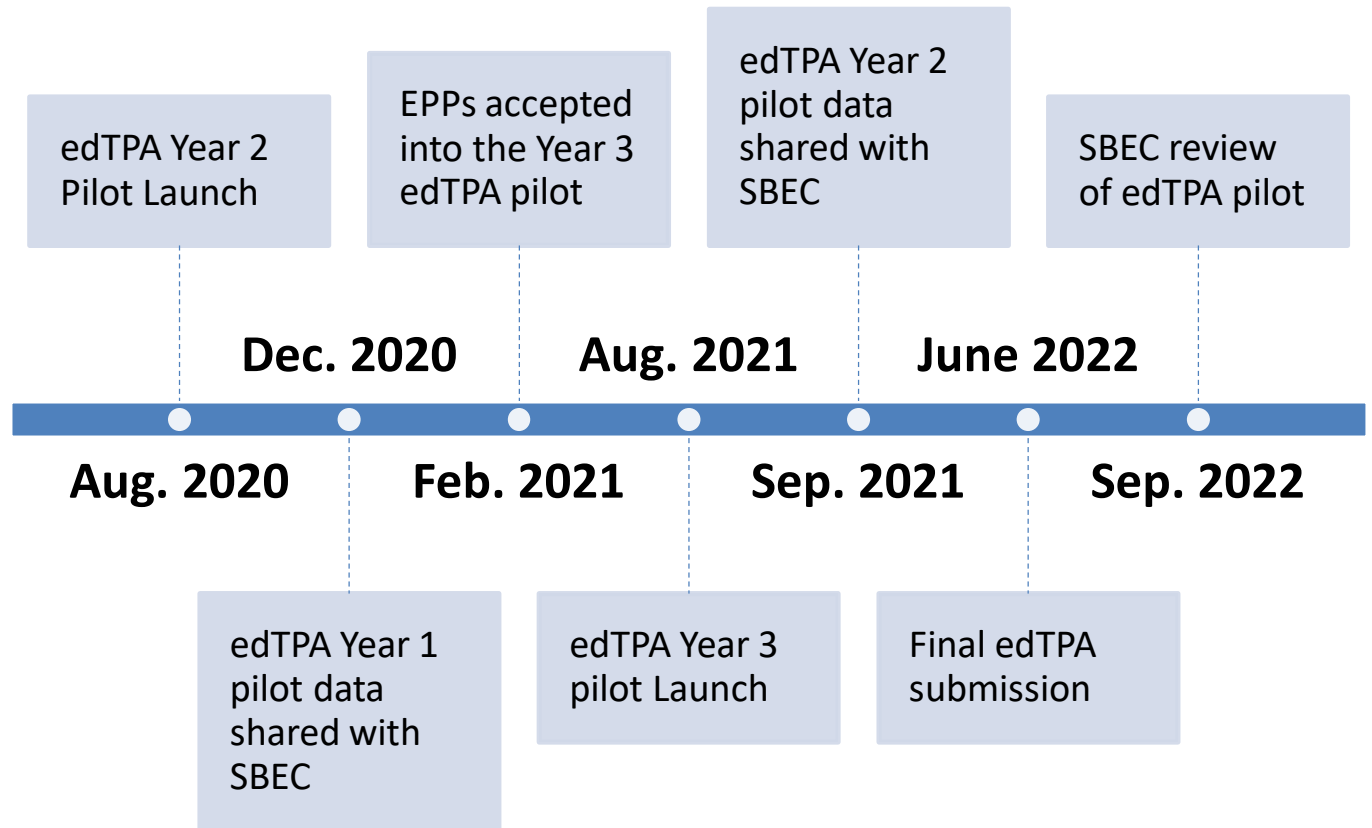 edTPA Year 2
Pilot Launch
EPPs accepted
into the Year 3
edTPA pilot
edTPA Year 2
pilot data
shared with
SBEC
SBEC review
of edTPA pilot
Dec. 2020
Aug. 2021
June 2022
Aug. 2020
Feb. 2021
Sep. 2021
Sep. 2022
edTPA Year 1
pilot data
shared with
SBEC
edTPA Year 3
pilot Launch
Final edTPA
submission